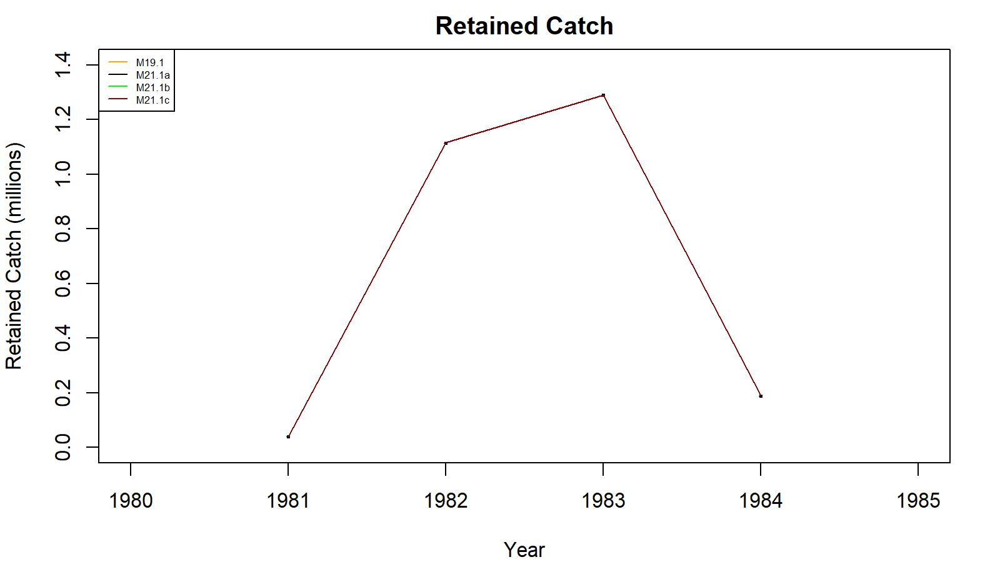 Retained Catch
M19.1
M21.1a
M21.1b
M21.1c
Retained Catch (millions)
1.4
1.2
1.0
0.8
0.6
0.4
0.2
0.0
1980 1981 1982 1983 1984 1985
Year